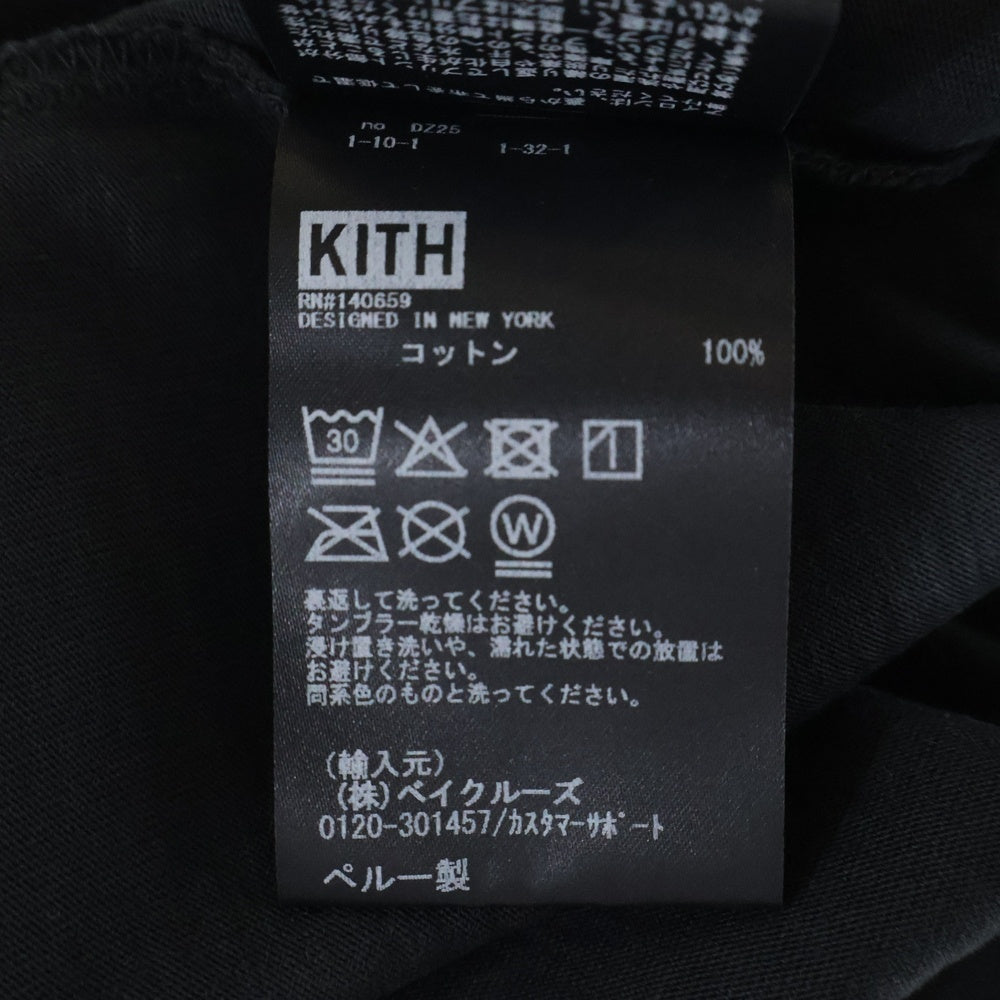 no DZ25
1-10-1 1-32-1
KITH
RN#140659
DESIGNED IN NEW YORK
コットン 100%
30
W
裏返して洗ってください。
タンブラー乾燥はお避けください。
浸け置き洗いや、濡れた状態での放置は
お避けください。
同系色のものと洗ってください。
(輸入元)
(株)ベイクルーズ
0120-301457/カスタマーサポート
ペルー製